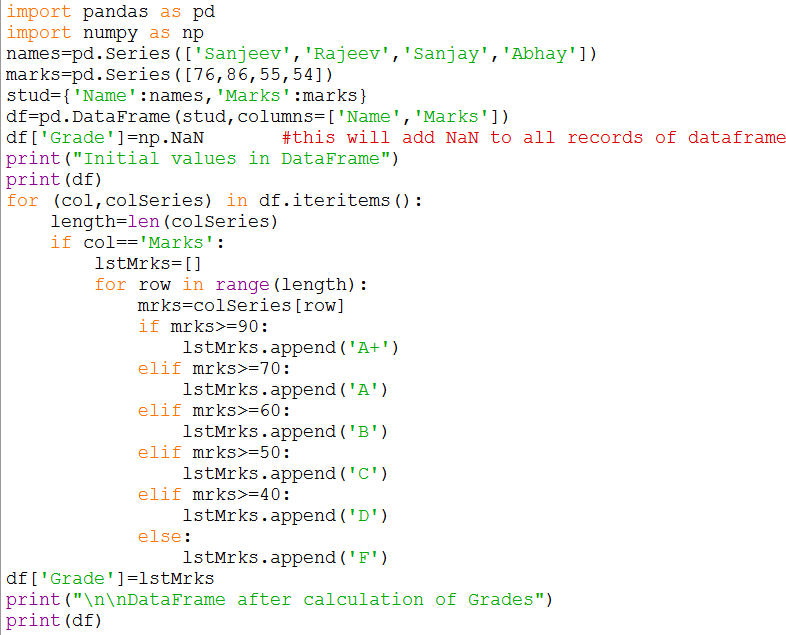 import pandas as pd
import numpy as np
names=pd.Series(['Sanjeev','Rajeev','Sanjay','Abhay'])
marks=pd.Series([76,86,55,54])
stud={'Name':names,'Marks':marks}
df=pd.DataFrame(stud,columns=['Name','Marks'])
df['Grade']=np.NaN       #this will add NaN to all records of dataframe
print("Initial values in DataFrame")
print(df)
for (col,colSeries) in df.iteritems():
    length=len(colSeries)
    if col=='Marks':
        lstMrks=[]
        for row in range(length):
            mrks=colSeries[row]
            if mrks>=90:
                lstMrks.append('A+')
            elif mrks>=70:
                lstMrks.append('A')
            elif mrks>=60:
                lstMrks.append('B')
            elif mrks>=50:
                lstMrks.append('C')
            elif mrks>=40:
                lstMrks.append('D')
            else:
                lstMrks.append('F')
df['Grade']=lstMrks
print("\n\nDataFrame after calculation of Grades")
print(df)